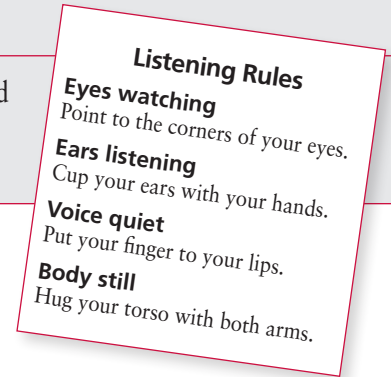 d
Listening Rules
Eyes watching
Point to the corners of your eyes.
Ears listening
Cup your ears with your hands.
Voice quiet
Put your finger to your lips.
Body still
Hug your torso with both arms.